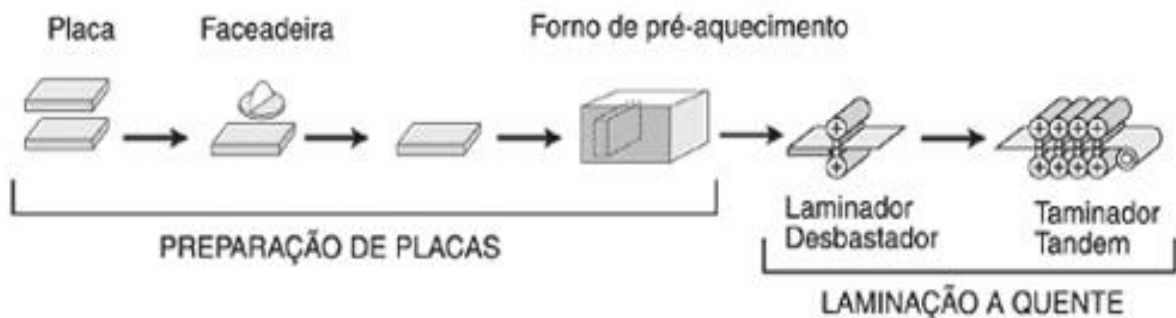 Placa
Faceadeira
Forno de pré-aquecimento
Laminador
Desbastador
Taminador
Tandem
PREPARAÇÃO DE PLACAS
LAMINAÇÃO A QUENTE